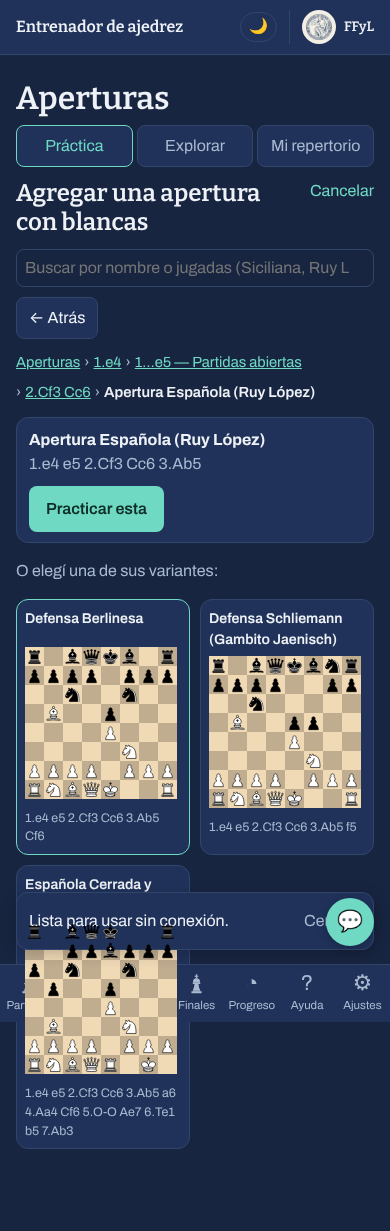 Entrenador de ajedrez
FFyL
Aperturas
Práctica
Explorar
Mi repertorio
Agregar una apertura
con blancas
Cancelar
Buscar por nombre o jugadas (Siciliana, Ruy L
← Atrás
Aperturas › 1.e4 › 1...e5 — Partidas abiertas
› 2.Cf3 Cc6 › Apertura Española (Ruy López)
Apertura Española (Ruy López)
1.e4 e5 2.Cf3 Cc6 3.Ab5
Practicar esta
O elegí una de sus variantes:
Defensa Berlinesa
1.e4 e5 2.Cf3 Cc6 3.Ab5
Cf6
Defensa Schliemann
(Gambito Jaenisch)
1.e4 e5 2.Cf3 Cc6 3.Ab5 f5
Española Cerrada y
Lista para usar sin conexión.
Finales
Progreso
Ayuda
Ajustes
1.e4 e5 2.Cf3 Cc6 3.Ab5 a6
4.Aa4 Cf6 5.O-O Ae7 6.Te1
b5 7.Ab3